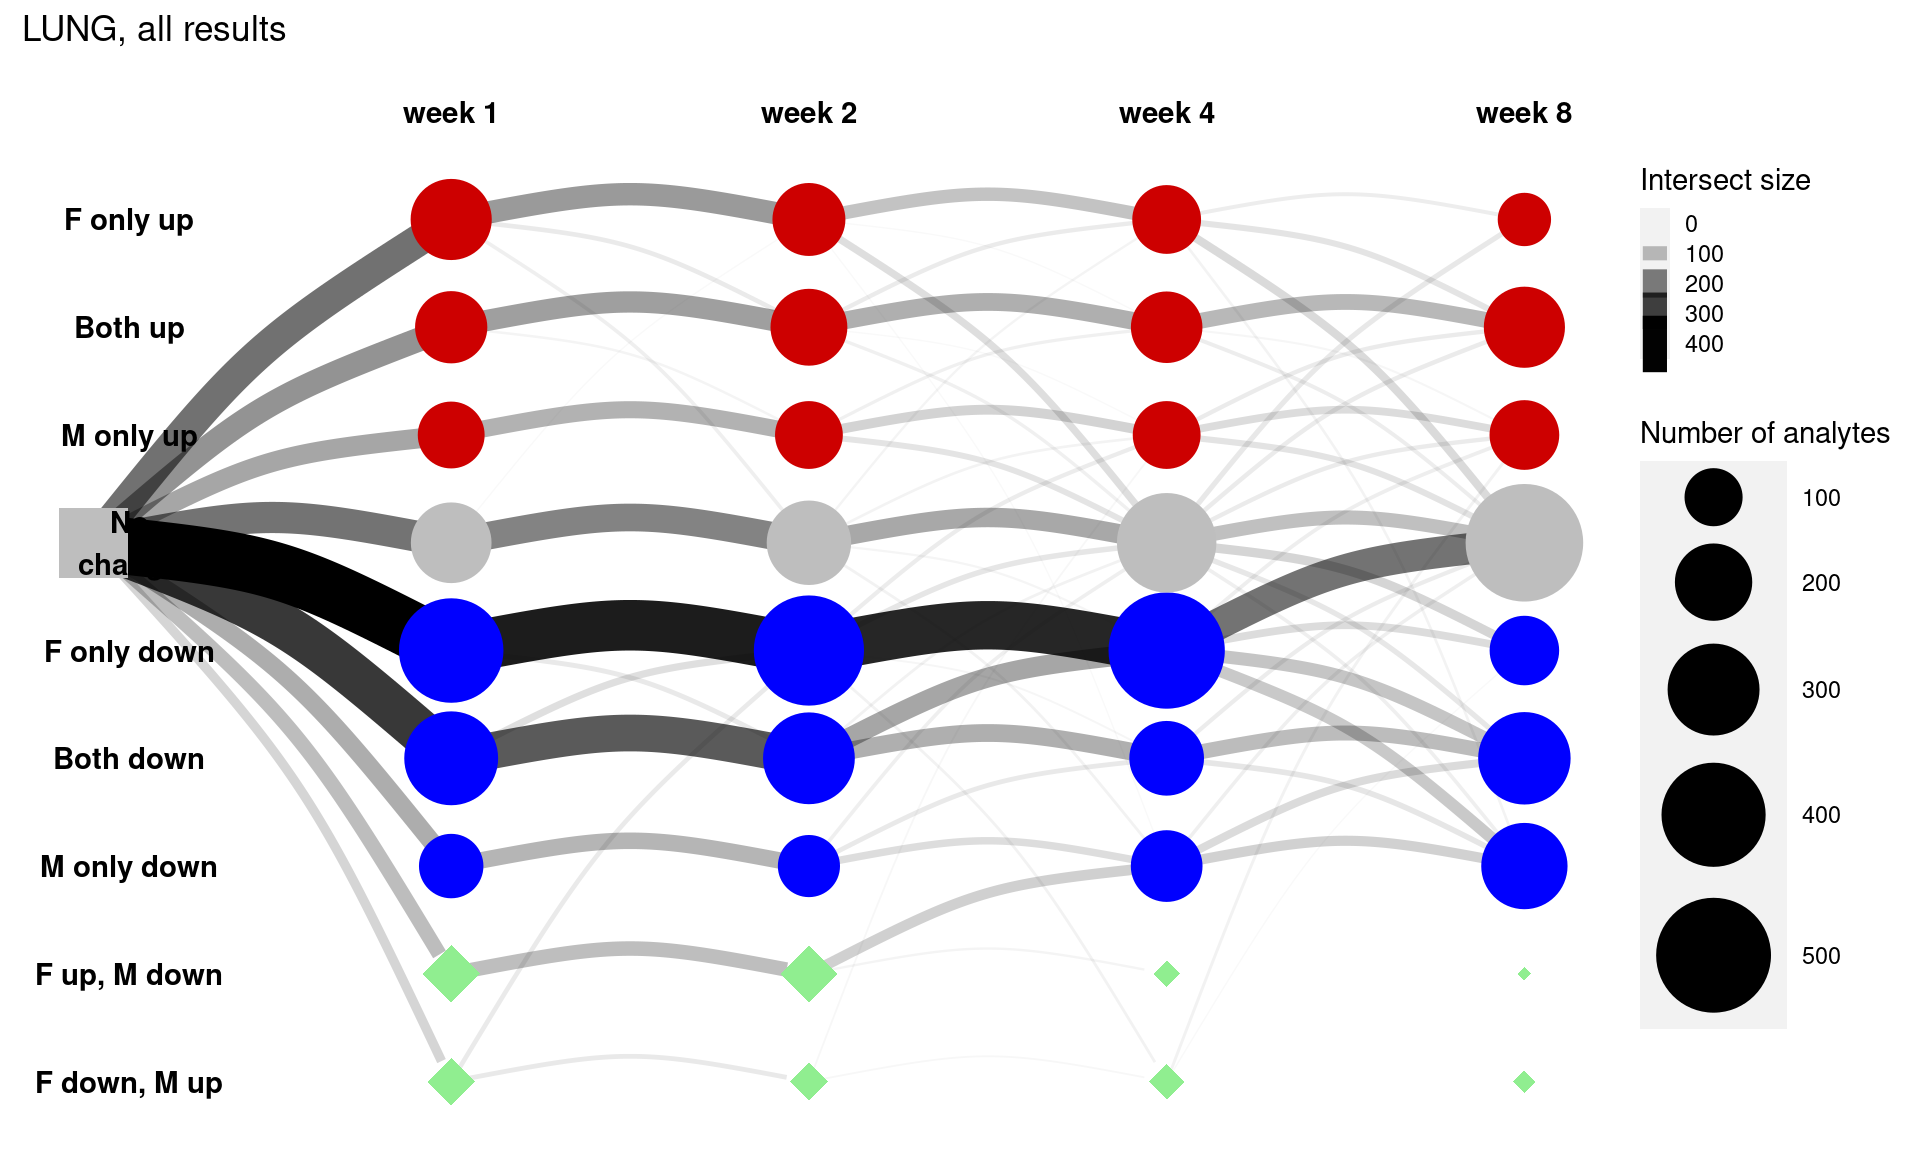 LUNG, all results
week 1 week 2 week 4 week 8
F only up
Both up
M only up
N
cha
F only down
Both down
M only down
F up, M down
F down, M up
Intersect size
0
100
200
300
400
Number of analytes
100
200
300
400
500